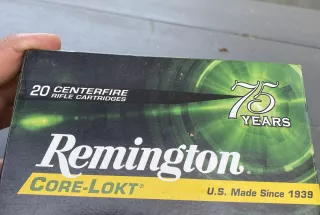 20 CENTERFIRE
RIFLE CARTRIDGES
75
YEARS
Remington®
CORE-LOKT®
U.S. Made Since 1939